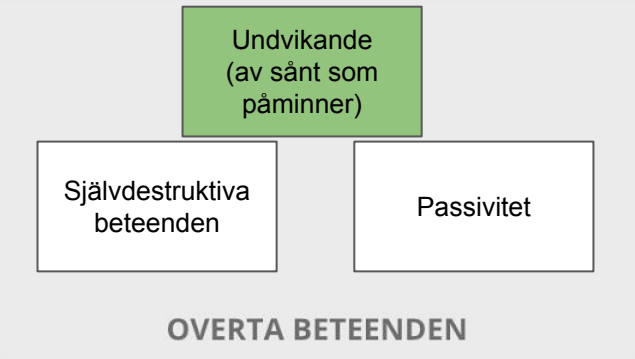 Undvikande
(av sånt som
påminner)
Självdestruktiva
beteenden
Passivitet
OVERTA BETEENDEN